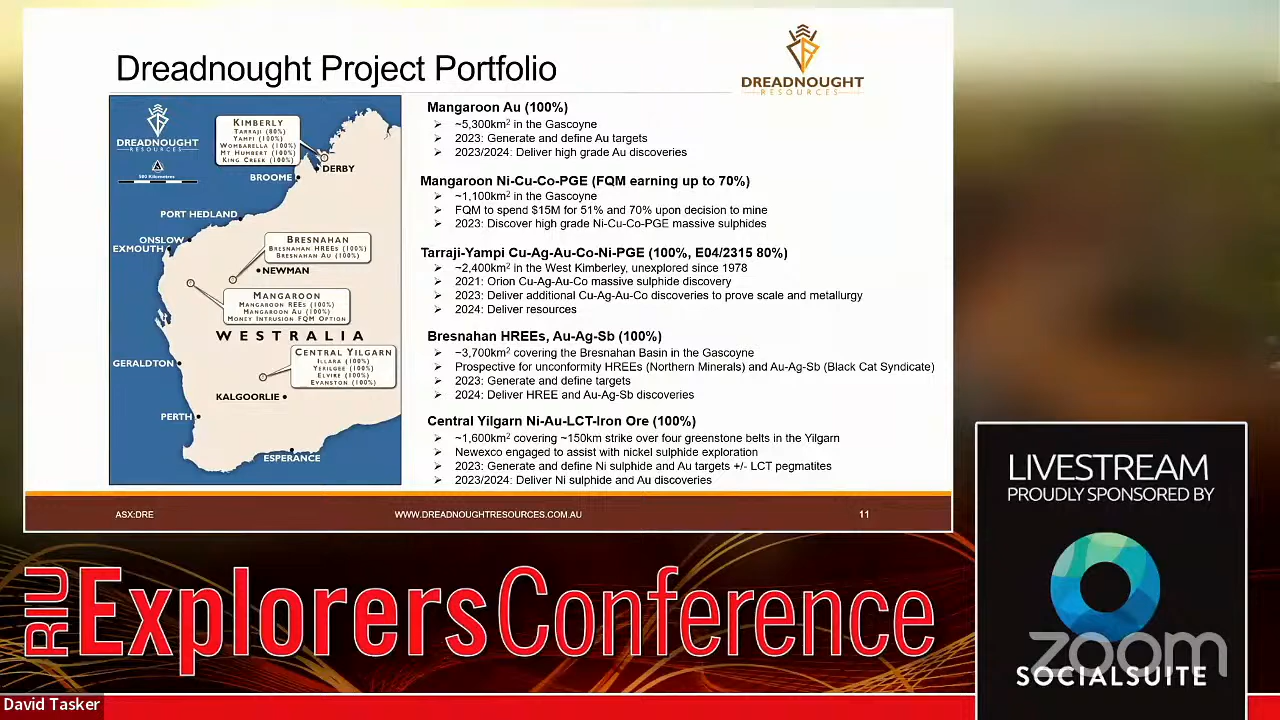 Dreadnought Project Portfolio
DREADNOUGHT
RESOURCES
DREADNOUGHT
RESOURCES
KIMBERLY
TARRAJI (80%)
YAMPI (100%)
WOMBARELLA (100%)
MT HUMBERT (100%)
KING CREEK (100%)
DERBY
BROOME
PORT HEDLAND
ONSLOW
EXMOUTH
BRESNAHAN
BRESNAHAN HREES (100%)
BRESNAHAN AU (100%)
NEWMAN
MANGAROON
MANGAROON REES (100%)
MANGAROON AU (100%)
MONEY INTRUSION FQM OPTION
WESTRALIA
CENTRAL YILGARN
ILLARA (100%)
YERILGEE (100%)
ELVIRE (100%)
EVANSTON (100%)
GERALDTON
KALGOORLIE
PERTH
ESPERANCE
Mangaroon Au (100%)
➢ ~5,300km² in the Gascoyne
➢ 2023: Generate and define Au targets
➢ 2023/2024: Deliver high grade Au discoveries
Mangaroon Ni-Cu-Co-PGE (FQM earning up to 70%)
➢ ~1,100km² in the Gascoyne
➢ FQM to spend $15M for 51% and 70% upon decision to mine
➢ 2023: Discover high grade Ni-Cu-Co-PGE massive sulphides
Tarraji-Yampi Cu-Ag-Au-Co-Ni-PGE (100%, E04/2315 80%)
➢ ~2,400km² in the West Kimberley, unexplored since 1978
➢ 2021: Orion Cu-Ag-Au-Co massive sulphide discovery
➢ 2023: Deliver additional Cu-Ag-Au-Co discoveries to prove scale and metallurgy
➢ 2024: Deliver resources
Bresnahan HREEs, Au-Ag-Sb (100%)
➢ ~3,700km² covering the Bresnahan Basin in the Gascoyne
➢ Prospective for unconformity HREEs (Northern Minerals) and Au-Ag-Sb (Black Cat Syndicate)
➢ 2023: Generate and define targets
➢ 2024: Deliver HREE and Au-Ag-Sb discoveries
Central Yilgarn Ni-Au-LCT-Iron Ore (100%)
➢ ~1,600km² covering ~150km strike over four greenstone belts in the Yilgarn
➢ Newexco engaged to assist with nickel sulphide exploration
➢ 2023: Generate and define Ni sulphide and Au targets +/- LCT pegmatites
➢ 2023/2024: Deliver Ni sulphide and Au discoveries
ASX:DRE
WWW.DREADNOUGHTRESOURCES.COM.AU
11
RIU ExplorersConference
LIVESTREAM
PROUDLY SPONSORED BY
zoom
SOCIALSUITE
David Tasker